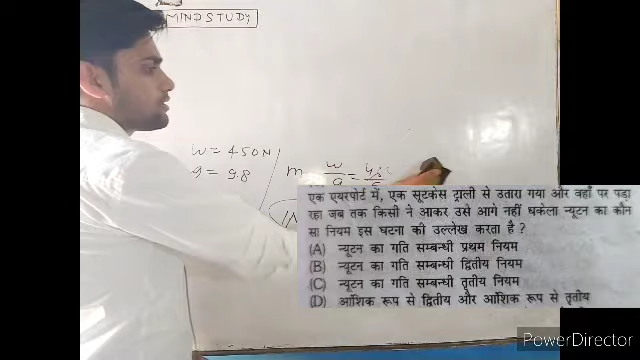 MINDSTUDY
W = 450N
g = 9.8
m
W
g
=
एक एयरपोर्ट में, एक सूटकेस ट्राली से उतारा गया और वहाँ पर पड़ा
रहा जब तक किसी ने आकर उसे आगे नहीं धकेला न्यूटन का कौन
सा नियम इस घटना की उल्लेख करता है ?
(A) न्यूटन का गति सम्बन्धी प्रथम नियम
(B) न्यूटन का गति सम्बन्धी द्वितीय नियम
(C) न्यूटन का गति सम्बन्धी तृतीय नियम
(D) आंशिक रूप से द्वितीय और आंशिक रूप से तृतीय
PowerDirector